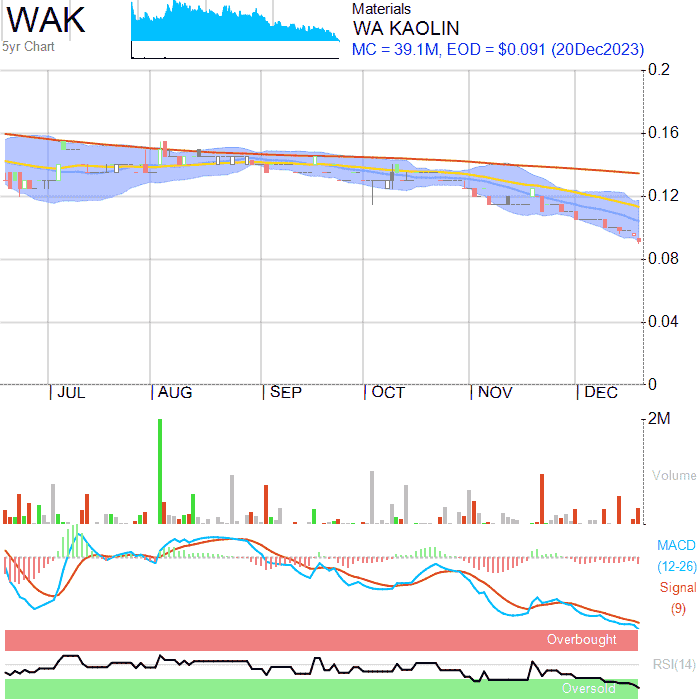 WAK
5yr Chart
Materials
WA KAOLIN
MC = 39.1M, EOD = $0.091 (20Dec2023)
0.2
0.16
0.12
0.08
0.04
0
JUL AUG SEP OCT NOV DEC
2M
Volume
MACD
(12-26)
Signal
(9)
Overbought
RSI(14)
Oversold